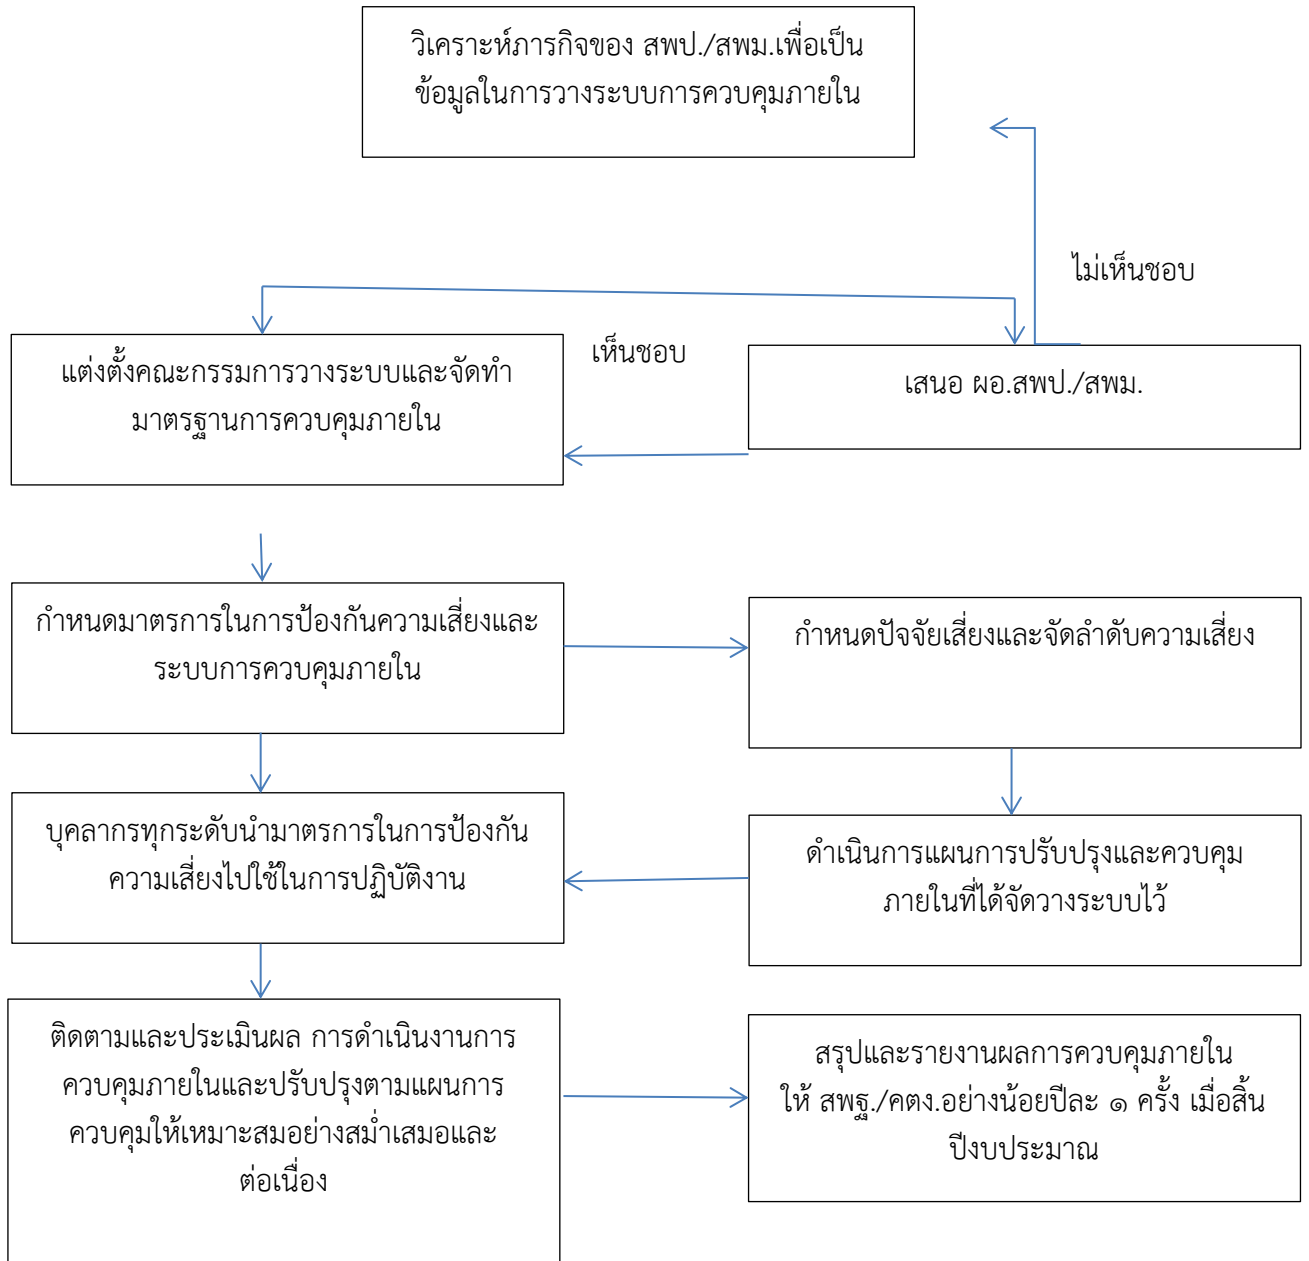 วิเคราะห์ภารกิจของ สพป./สพม.เพื่อเป็น
ข้อมูลในการวางระบบการควบคุมภายใน
ไม่เห็นชอบ
เห็นชอบ
แต่งตั้งคณะกรรมการวางระบบและจัดทำ
มาตรฐานการควบคุมภายใน
เสนอ ผอ.สพป./สพม.
กำหนดมาตรการในการป้องกันความเสี่ยงและ
ระบบการควบคุมภายใน
กำหนดปัจจัยเสี่ยงและจัดลำดับความเสี่ยง
บุคลากรทุกระดับนำมาตรการในการป้องกัน
ความเสี่ยงไปใช้ในการปฏิบัติงาน
ดำเนินการแผนการปรับปรุงและควบคุม
ภายในที่ได้จัดวางระบบไว้
ติดตามและประเมินผล การดำเนินงานการ
ควบคุมภายในและปรับปรุงตามแผนการ
ควบคุมให้เหมาะสมอย่างสม่ำเสมอและ
ต่อเนื่อง
สรุปและรายงานผลการควบคุมภายใน
ให้ สพฐ./คตง.อย่างน้อยปีละ ๑ ครั้ง เมื่อสิ้น
ปีงบประมาณ